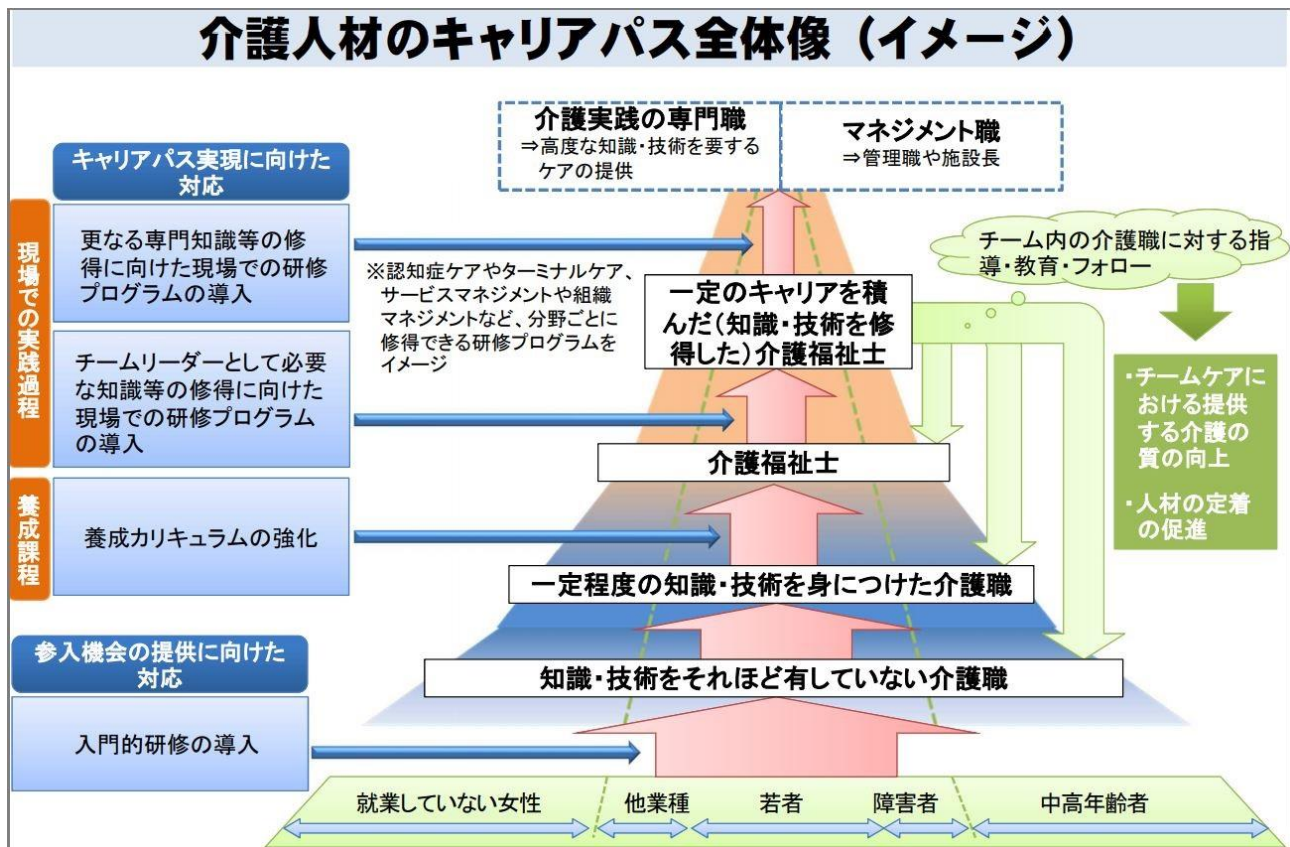 介護人材のキャリアパス全体像（イメージ）
介護実践の専門職
⇒高度な知識・技術を要する
ケアの提供
マネジメント職
⇒管理職や施設長
キャリアパス実現に向けた
対応
現場での実践過程
更なる専門知識等の修
得に向けた現場での研修
プログラムの導入
※認知症ケアやターミナルケア、
サービスマネジメントや組織
マネジメントなど、分野ごとに
修得できる研修プログラムを
イメージ
チームリーダーとして必要
な知識等の修得に向けた
現場での研修プログラム
の導入
養成課程
養成カリキュラムの強化
参入機会の提供に向けた
対応
入門的研修の導入
一定のキャリアを積
んだ（知識・技術を修
得した）介護福祉士
介護福祉士
一定程度の知識・技術を身につけた介護職
知識・技術をそれほど有していない介護職
チーム内の介護職に対する指
導・教育・フォロー
・チームケアに
おける提供
する介護の
質の向上
・人材の定着
の促進
就業していない女性
他業種
若者
障害者
中高年齢者